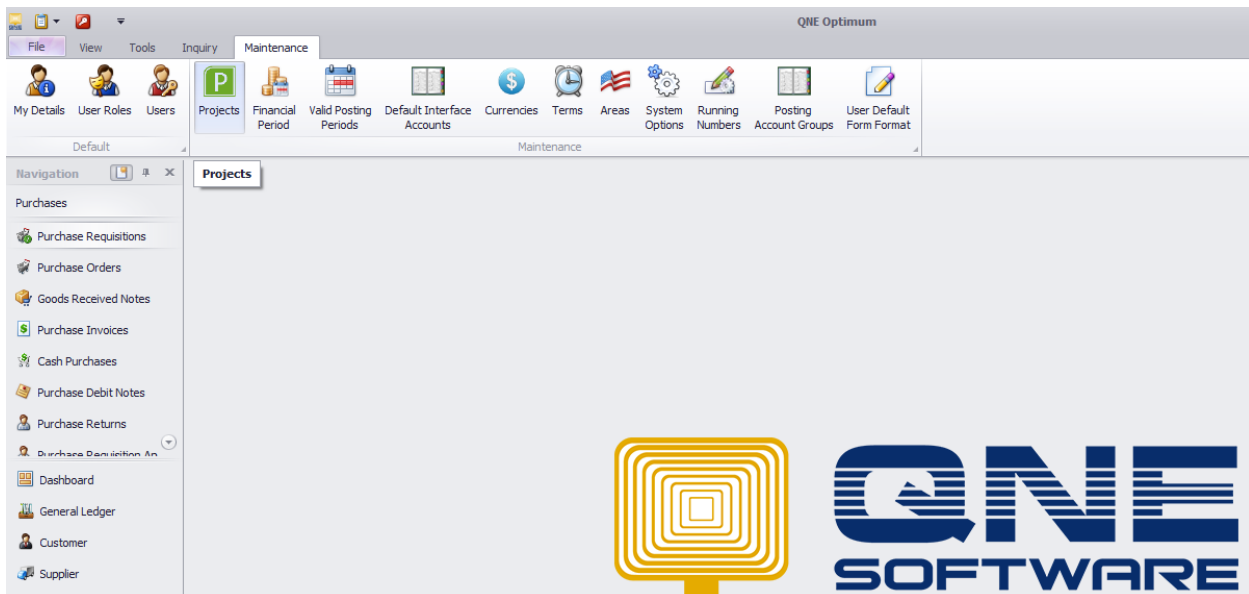 QNE Optimum
File View Tools Inquiry Maintenance
My Details User Roles Users Projects Financial Period Valid Posting Periods Default Interface Accounts Currencies Terms Areas System Options Running Numbers Posting Account Groups User Default Form Format
Default Maintenance
Navigation
Projects
Purchases
Purchase Requisitions
Purchase Orders
Goods Received Notes
Purchase Invoices
Cash Purchases
Purchase Debit Notes
Purchase Returns
Purchase Requisition Ap
Dashboard
General Ledger
Customer
Supplier
QNE
SOFTWARE